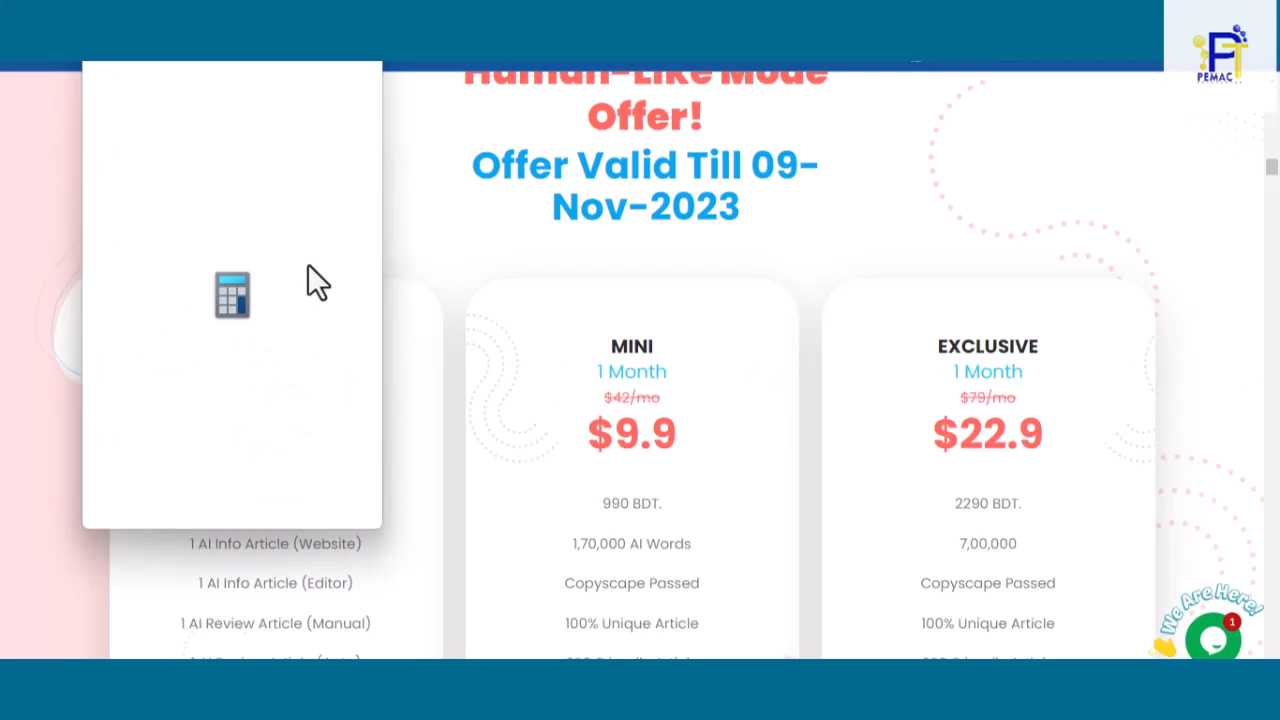 PEMAC
Human-Like Mode
Offer!
Offer Valid Till 09-
Nov-2023
MINI
1 Month
$42/mo
$9.9
990 BDT.
1,70,000 AI Words
Copyscape Passed
100% Unique Article
EXCLUSIVE
1 Month
$79/mo
$22.9
2290 BDT.
7,00,000
Copyscape Passed
100% Unique Article
1 AI Info Article (Website)
1 AI Info Article (Editor)
1 AI Review Article (Manual)
We Are Here!
1